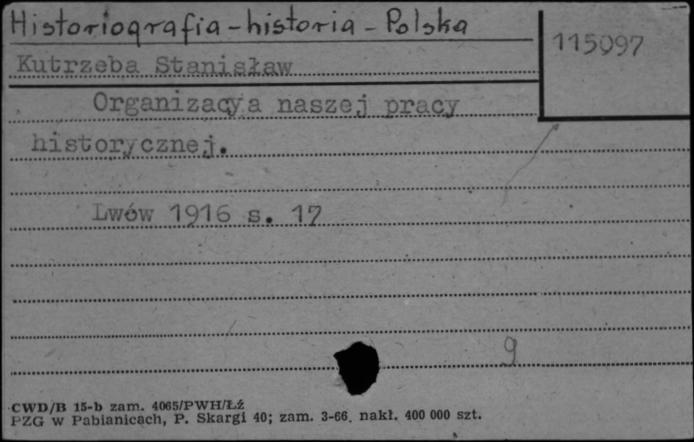 Historiografia - historia - Polska
115097
Kutrzeba Stanisław
Organizacya naszej pracy
historycznej.
Lwów 1916 s. 17
9
CWD/B 15-b zam. 4065/PWH/Łź
PZG w Pabianicach, P. Skargi 40; zam. 3-66 nakł. 400 000 szt.